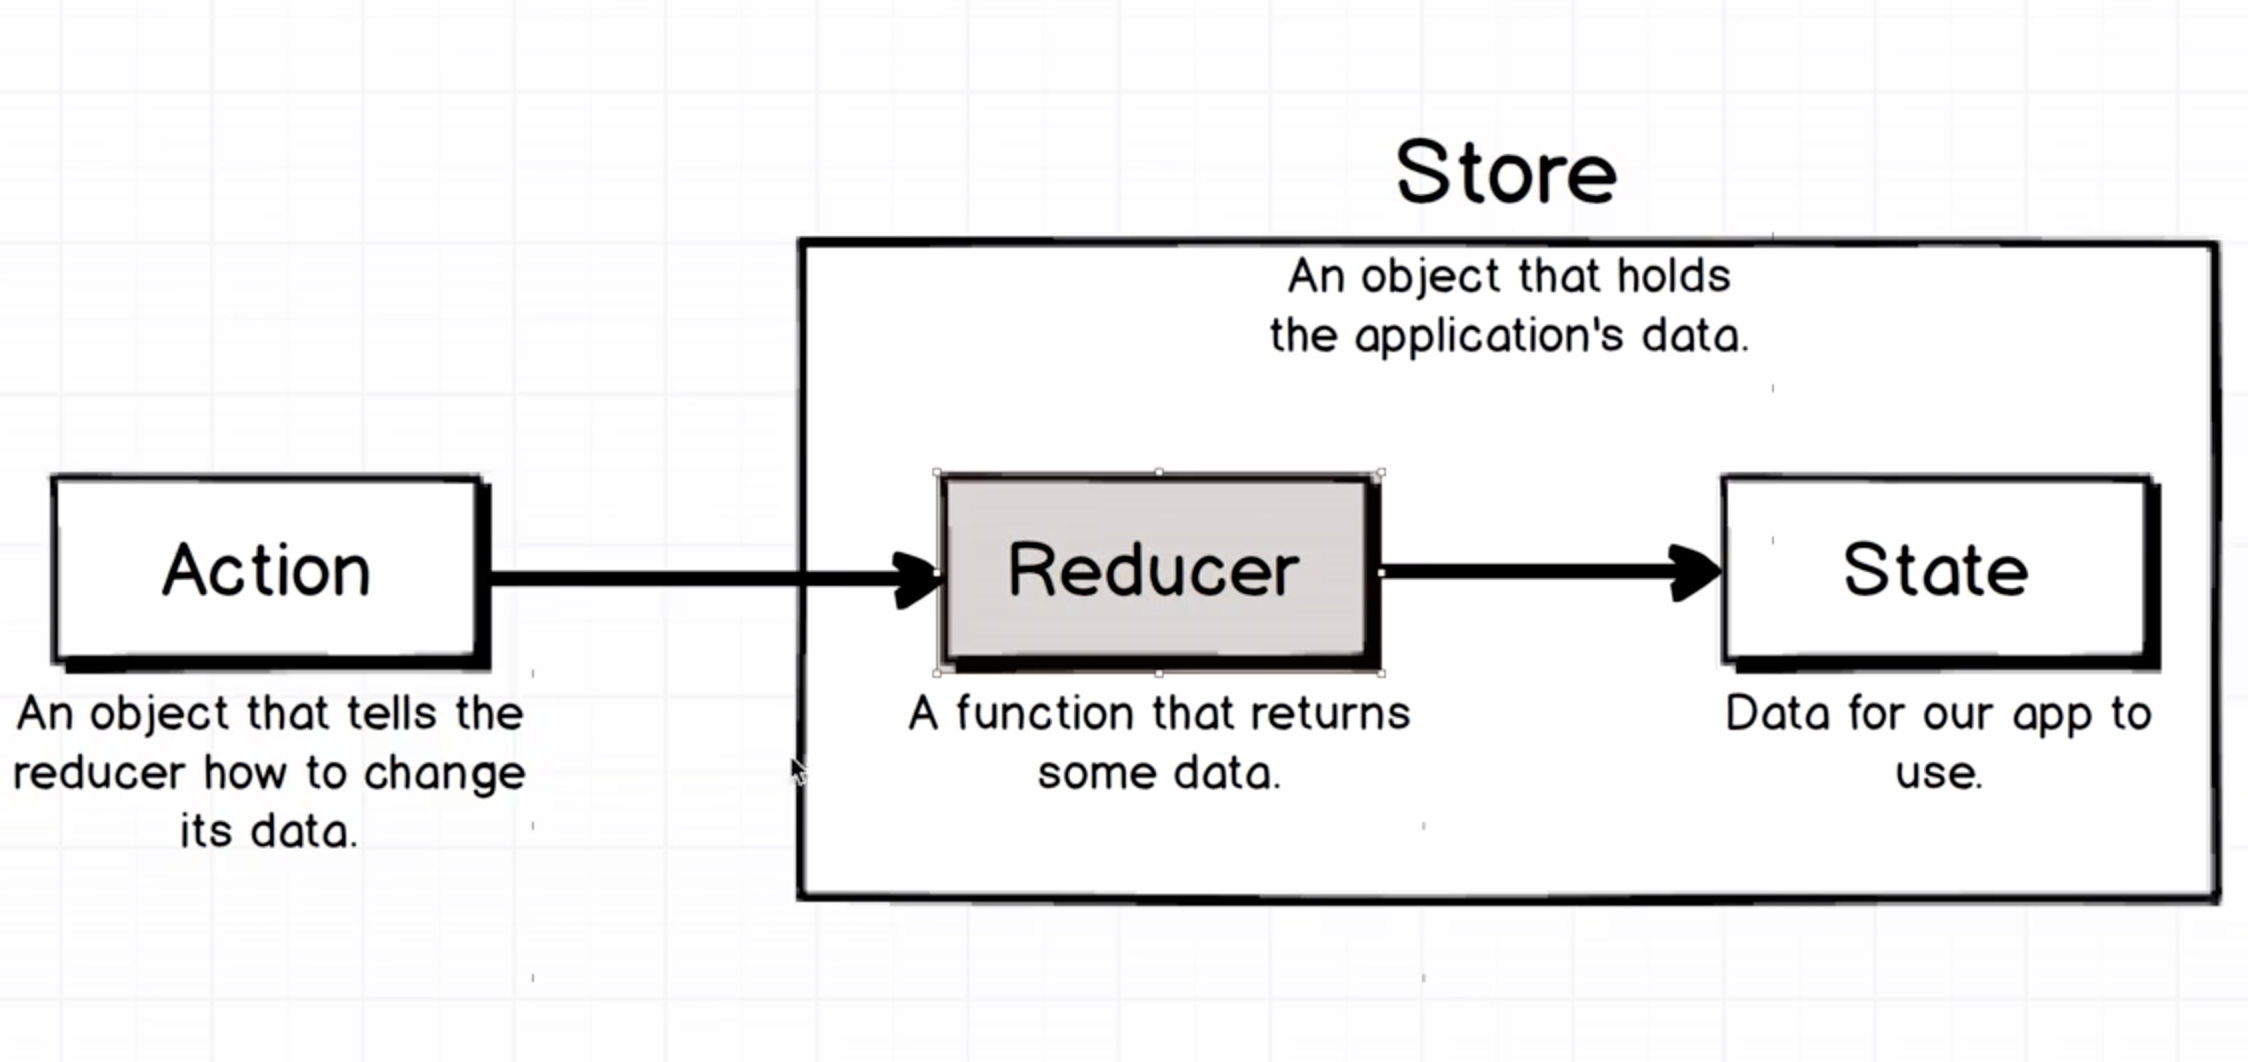 Store
An object that holds
the application's data.
Action
Reducer
State
An object that tells the
reducer how to change
its data.
A function that returns
some data.
Data for our app to
use.